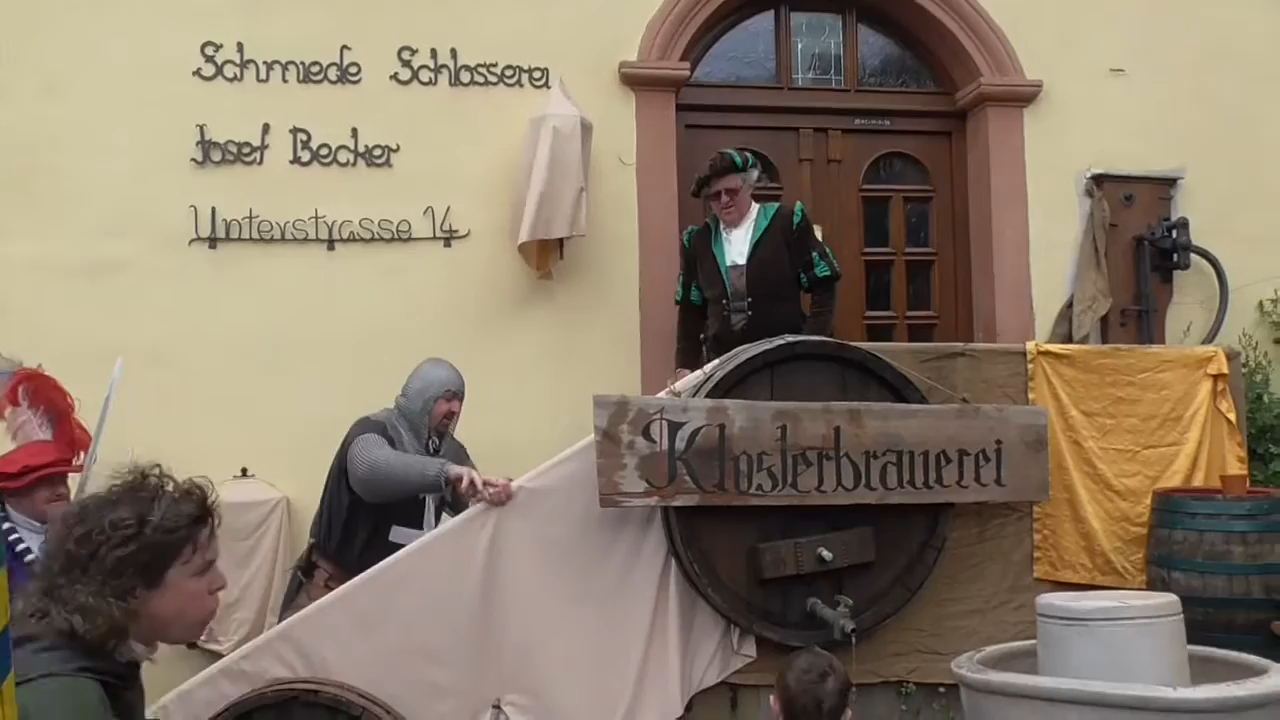 Schmiede Schlosserei
Josef Becker
Unterstrasse 14
Klosterbrauerei